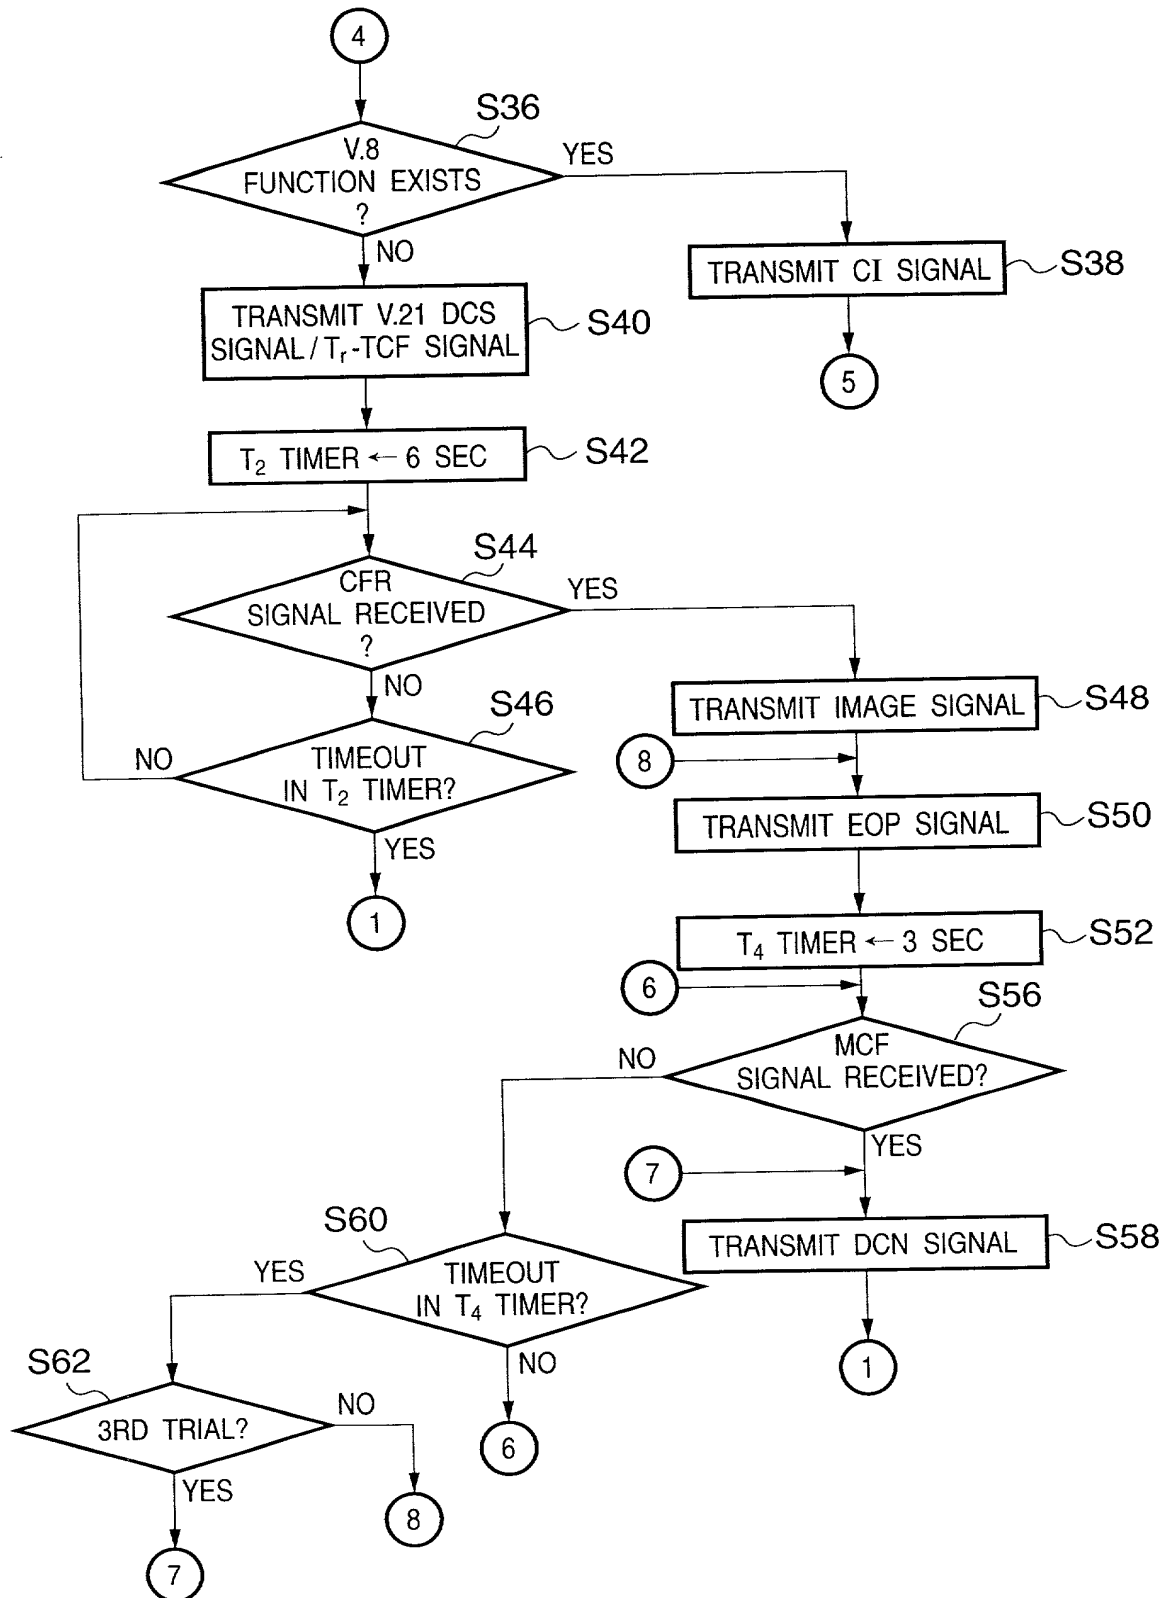 4
S36
V.8
FUNCTION EXISTS
?
YES
NO
TRANSMIT CI SIGNAL
S38
5
TRANSMIT V.21 DCS
SIGNAL/Tr-TCF SIGNAL
S40
T2 TIMER ← 6 SEC
S42
S44
CFR
SIGNAL RECEIVED
?
YES
NO
S46
TIMEOUT
IN T2 TIMER?
NO
YES
1
TRANSMIT IMAGE SIGNAL
S48
8
TRANSMIT EOP SIGNAL
S50
T4 TIMER ← 3 SEC
S52
6
S56
MCF
SIGNAL RECEIVED?
NO
YES
7
TRANSMIT DCN SIGNAL
S58
1
S60
TIMEOUT
IN T4 TIMER?
YES
NO
6
S62
3RD TRIAL?
NO
YES
8
7